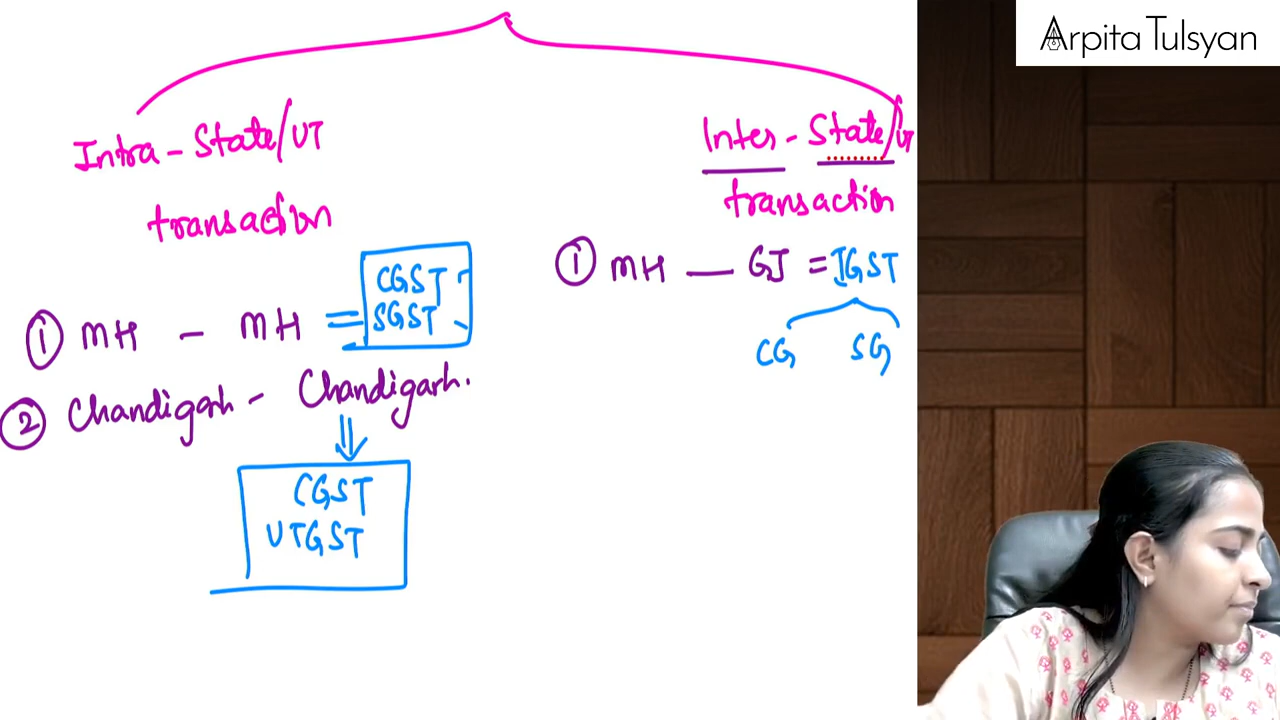 Arpita Tulsyan
Intra - State/UT
transaction
① MH - MH = CGST
SGST
② Chandigarh - Chandigarh.
CGST
UTGST
Inter - State/UT
transaction
① MH — GJ = IGST
CG SG